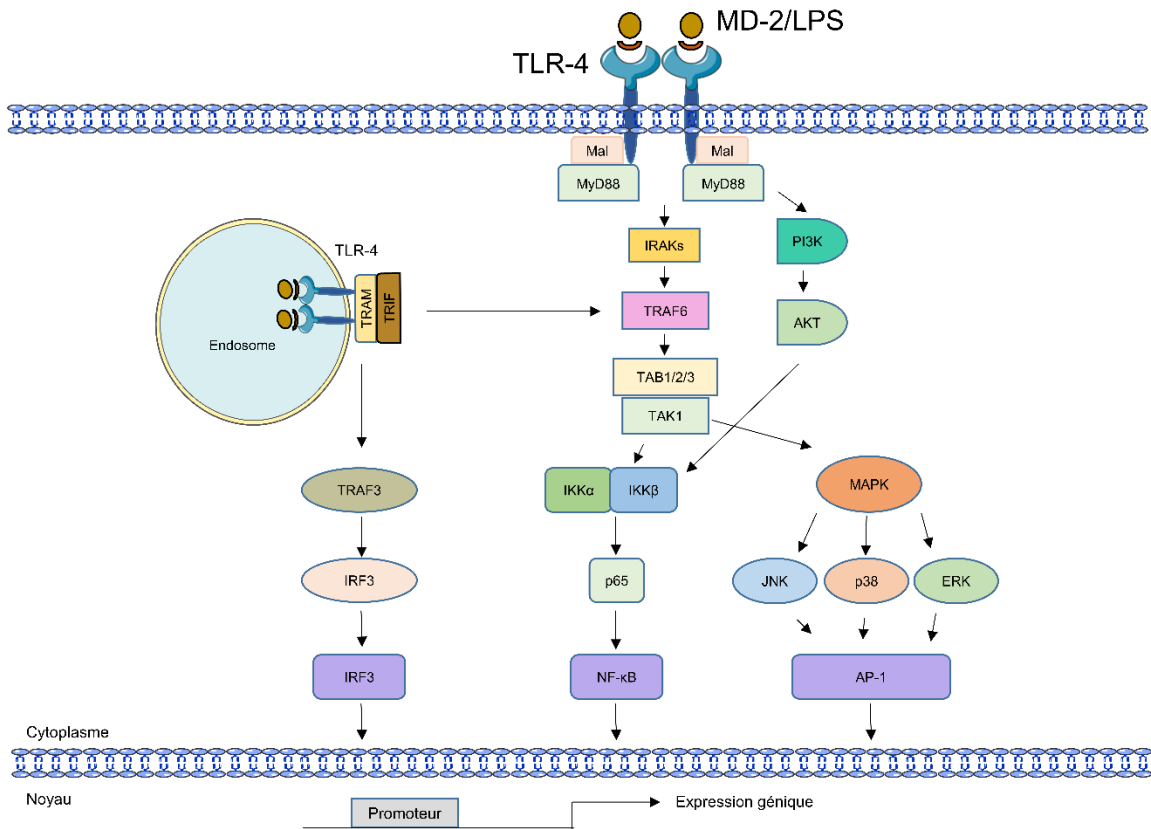 MD-2/LPS
TLR-4
Mal
Mal
MyD88
MyD88
IRAKs
PI3K
TLR-4
TRAM
TRIF
TRAF6
AKT
Endosome
TAB1/2/3
TAK1
TRAF3
IKKα
IKKβ
MAPK
IRF3
p65
JNK
p38
ERK
IRF3
NF-κB
AP-1
Cytoplasme
Noyau
Promoteur
Expression génique